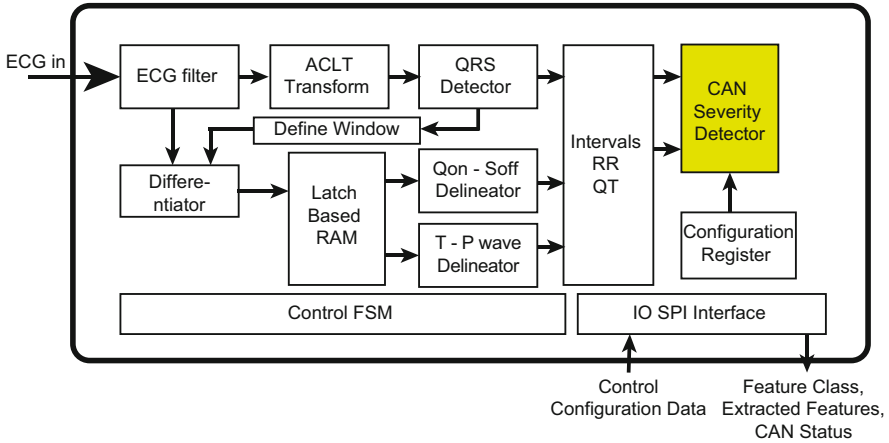 ECG in
ECG filter
ACLT
Transform
QRS
Detector
Define Window
Differe-
ntiator
Latch
Based
RAM
Qon - Soff
Delineator
T - P wave
Delineator
Intervals
RR
QT
CAN
Severity
Detector
Configuration
Register
Control FSM
IO SPI Interface
Control
Configuration Data
Feature Class,
Extracted Features,
CAN Status